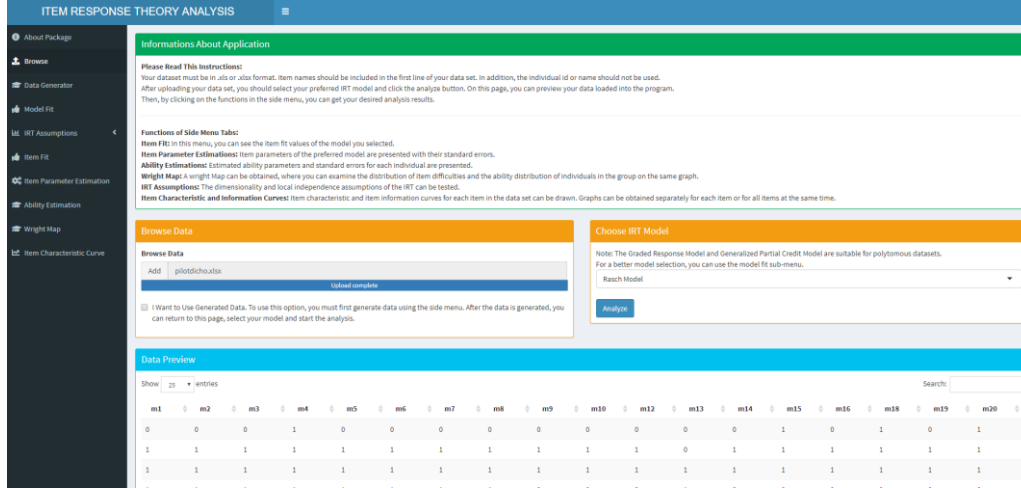 ITEM RESPONSE THEORY ANALYSIS
About Package
Browse
Data Generator
Model Fit
IRT Assumptions
Item Fit
Item Parameter Estimation
Ability Estimation
Wright Map
Item Characteristic Curve
Informations About Application
Please Read This Instructions:
Your dataset must be in .xls or .xlsx format. Item names should be included in the first line of your data set. In addition, the individual id or name should not be used.
After uploading your data set, you should select your preferred IRT model and click the analyze button. On this page, you can preview your data loaded into the program.
Then, by clicking on the functions in the side menu, you can get your desired analysis results.
Functions of Side Menu Tabs:
Item Fit: In this menu, you can see the item fit values of the model you selected.
Item Parameter Estimations: Item parameters of the preferred model are presented with their standard errors.
Ability Estimations: Estimated ability parameters and standard errors for each individual are presented.
Wright Map: A wright Map can be obtained, where you can examine the distribution of item difficulties and the ability distribution of individuals in the group on the same graph.
IRT Assumptions: The dimensionality and local independence assumptions of the IRT can be tested.
Item Characteristic and Information Curves: Item characteristic and item information curves for each item in the data set can be drawn. Graphs can be obtained separately for each item or for all items at the same time.
Browse Data
Browse Data
Add pilotdicho.xlsx
Upload complete
I Want to Use Generated Data. To use this option, you must first generate data using the side menu. After the data is generated, you
can return to this page, select your model and start the analysis.
Choose IRT Model
Note: The Graded Response Model and Generalized Partial Credit Model are suitable for polytomous datasets.
For a better model selection, you can use the model fit sub-menu.
Rasch Model
Analyze
Data Preview
Show 25 entries
Search:
m1 m2 m3 m4 m5 m6 m7 m8 m9 m10 m12 m13 m14 m15 m16 m18 m19 m20
0 0 0 1 0 0 0 0 0 0 0 0 0 1 0 1 0 1
1 1 1 1 1 1 1 1 1 1 1 0 1 1 1 1 1 1
1 1 1 1 1 1 1 1 1 1 1 1 1 1 1 1 1 1